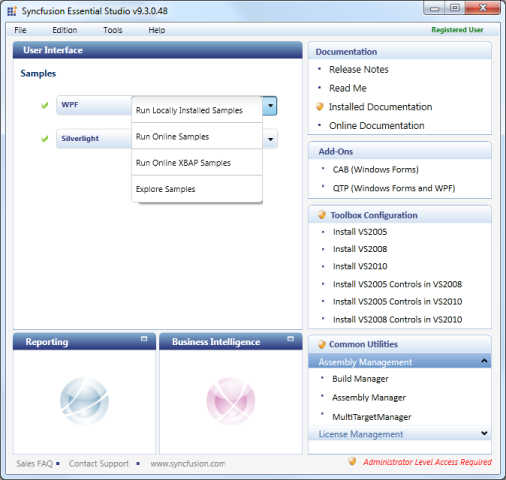 Syncfusion Essential Studio v9.3.0.48
File Edition Tools Help Registered User
User Interface
Samples
WPF
Run Locally Installed Samples
Run Online Samples
Run Online XBAP Samples
Explore Samples
Silverlight
Reporting
Business Intelligence
Documentation
Release Notes
Read Me
Installed Documentation
Online Documentation
Add-Ons
CAB (Windows Forms)
QTP (Windows Forms and WPF)
Toolbox Configuration
Install VS2005
Install VS2008
Install VS2010
Install VS2005 Controls in VS2008
Install VS2005 Controls in VS2010
Install VS2008 Controls in VS2010
Common Utilities
Assembly Management
Build Manager
Assembly Manager
MultiTargetManager
License Management
Sales FAQ Contact Support www.syncfusion.com Administrator Level Access Required